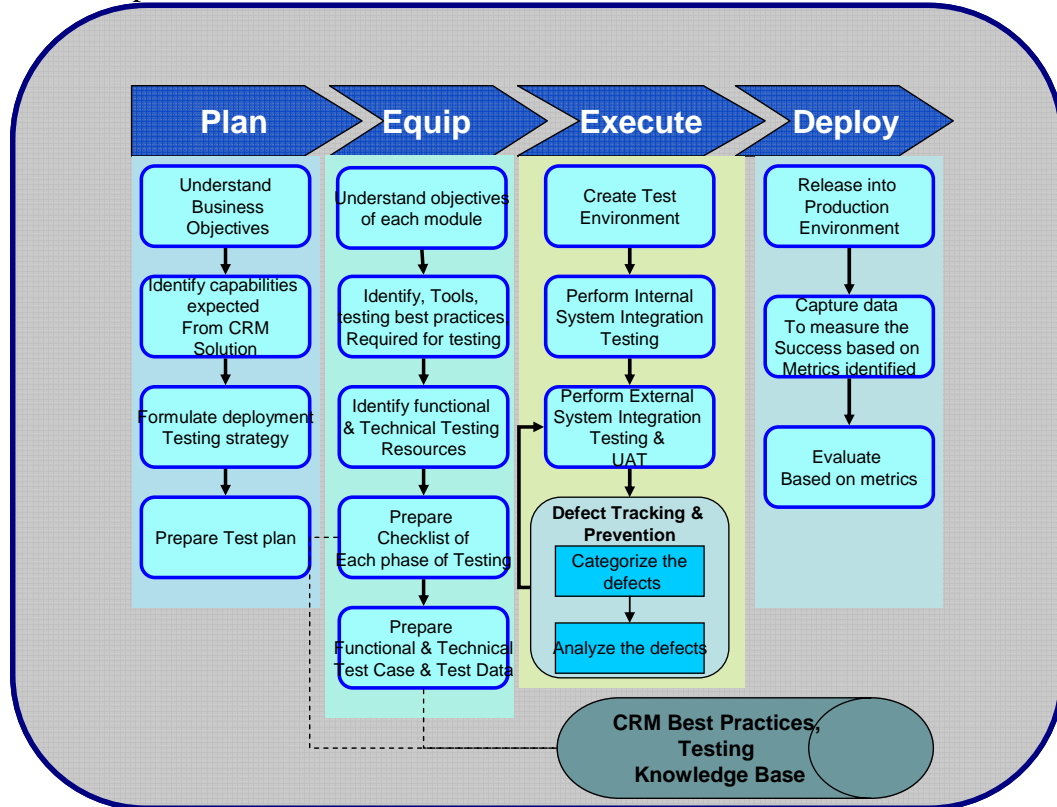 Plan
Equip
Execute
Deploy
Understand
Business
Objectives
Identify capabilities
expected
From CRM
Solution
Formulate deployment
Testing strategy
Prepare Test plan
Understand objectives
of each module
Identify, Tools,
testing best practices,
Required for testing
Identify functional
& Technical Testing
Resources
Prepare
Checklist of
Each phase of Testing
Prepare
Functional & Technical
Test Case & Test Data
Create Test
Environment
Perform Internal
System Integration
Testing
Perform External
System Integration
Testing &
UAT
Defect Tracking &
Prevention
Categorize the
defects
Analyze the defects
Release into
Production
Environment
Capture data
To measure the
Success based on
Metrics identified
Evaluate
Based on metrics
CRM Best Practices,
Testing
Knowledge Base